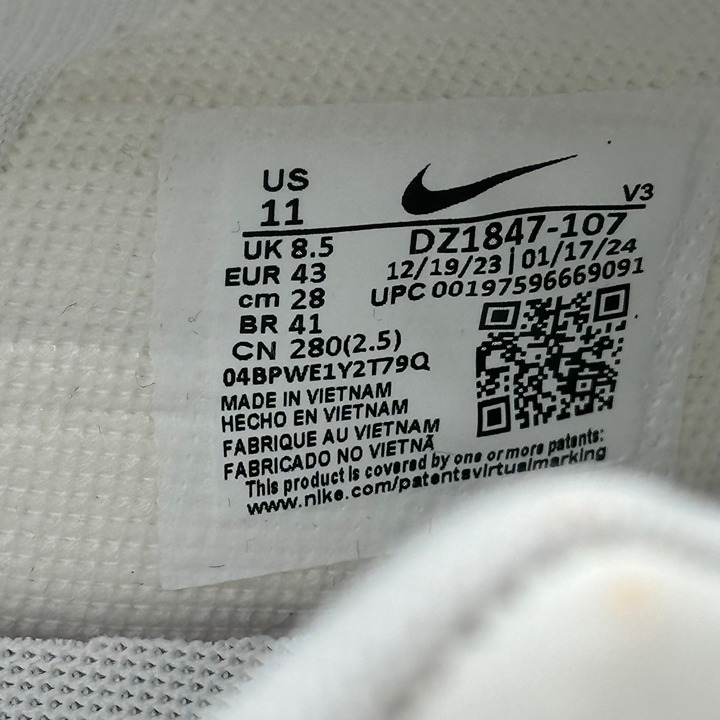 US
11
V3
UK 8.5
DZ1847-107
EUR 43
12/19/23 | 01/17/24
cm 28
UPC 00197596669091
BR 41
CN 280(2.5)
04BPWE1Y2T79Q
MADE IN VIETNAM
HECHO EN VIETNAM
FABRIQUE AU VIETNAM
FABRICADO NO VIETNÃ
This product is covered by one or more patents:
www.nike.com/patentsvirtualmarking